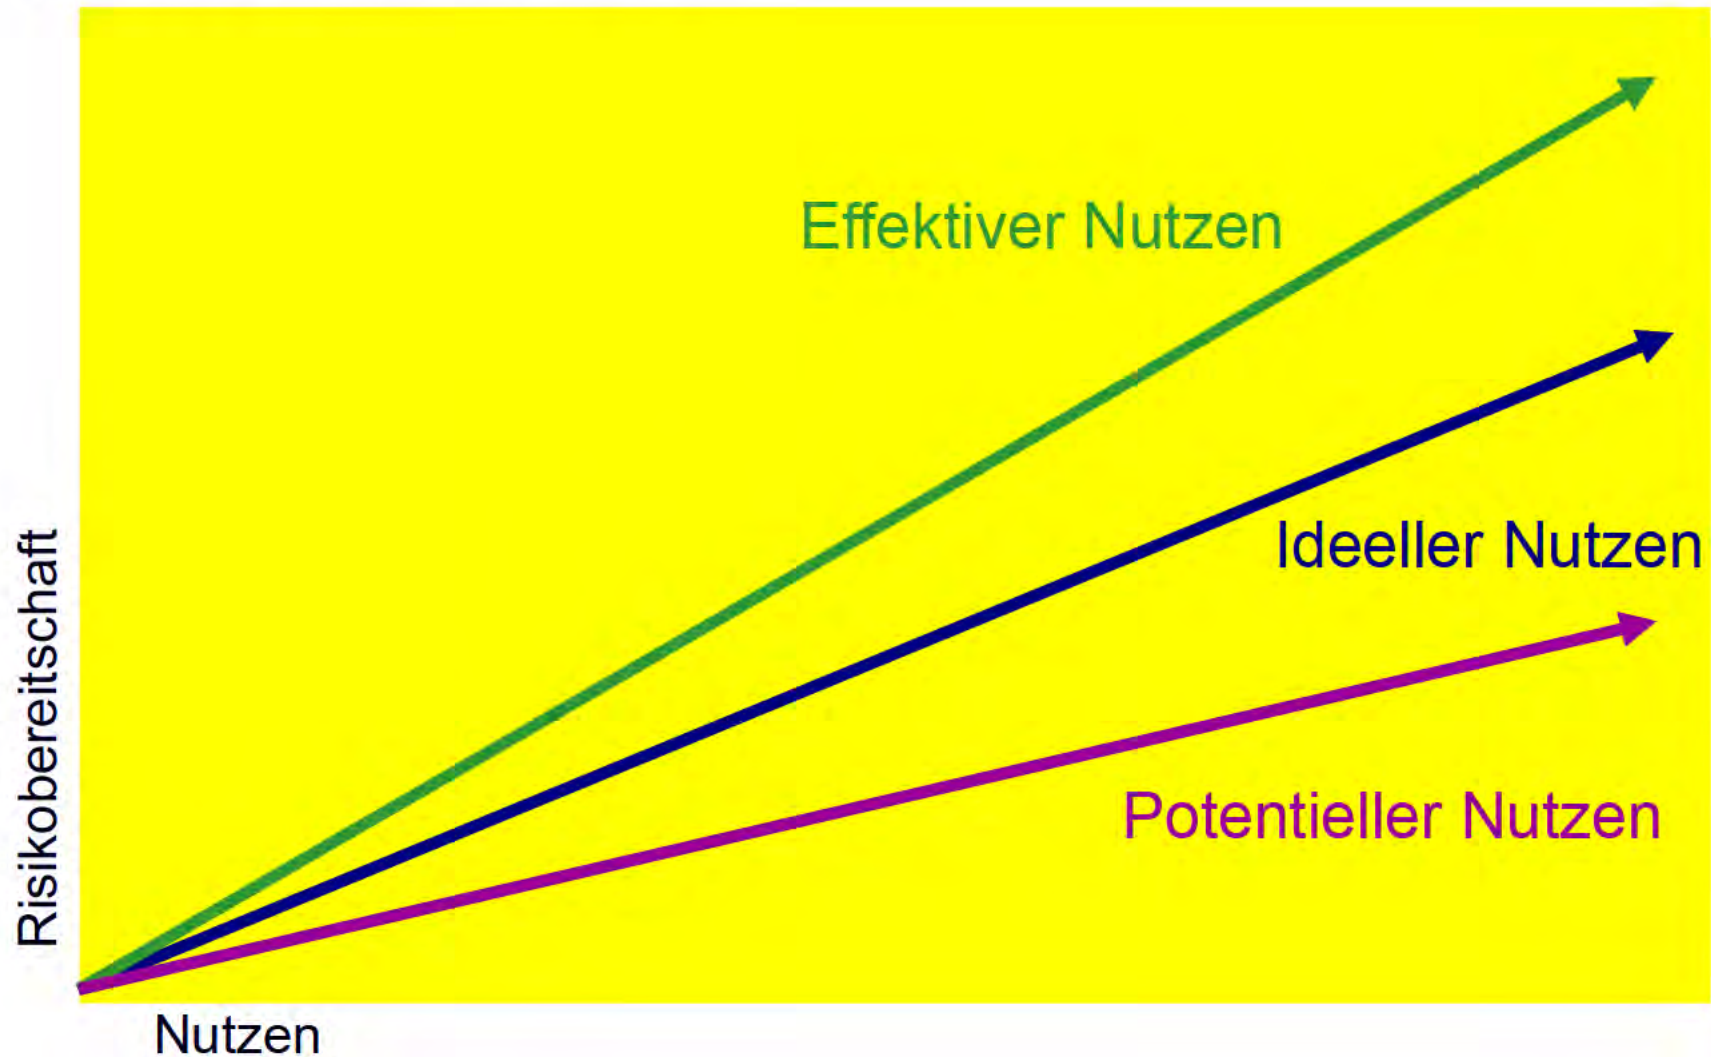 Effektiver Nutzen
Ideeller Nutzen
Potentieller Nutzen
Risikobereitschaft
Nutzen